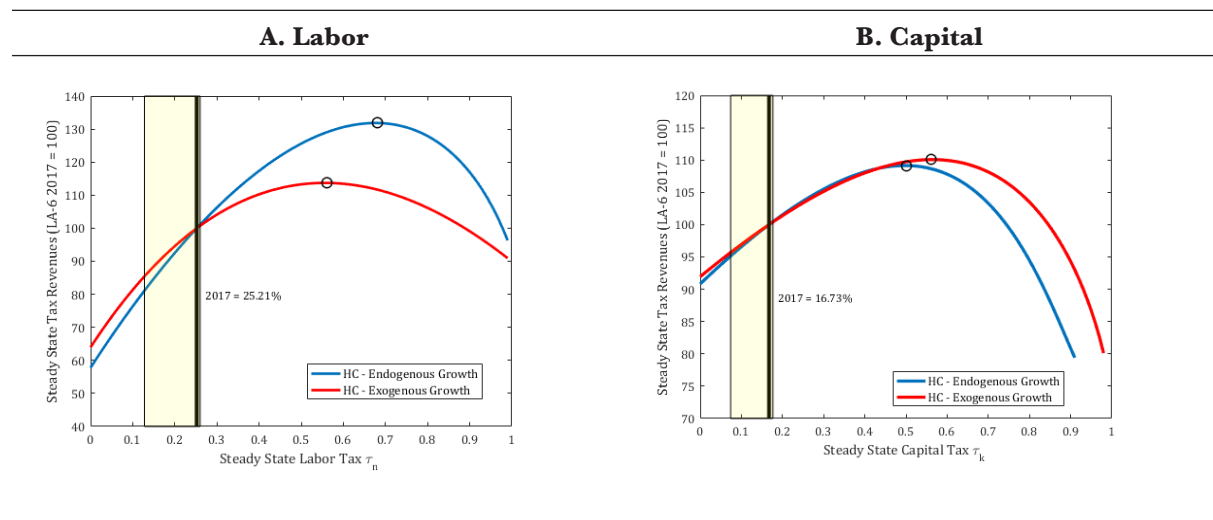 A. Labor
B. Capital
Steady State Tax Revenues (LA-6 2017 = 100)
140
130
120
110
100
90
80
70
60
50
40
2017 = 25.21%
HC - Endogenous Growth
HC - Exogenous Growth
0 0.1 0.2 0.3 0.4 0.5 0.6 0.7 0.8 0.9 1
Steady State Labor Tax τn
Steady State Tax Revenues (LA-6 2017 = 100)
120
115
110
105
100
95
90
85
80
75
70
2017 = 16.73%
HC - Endogenous Growth
HC - Exogenous Growth
0 0.1 0.2 0.3 0.4 0.5 0.6 0.7 0.8 0.9 1
Steady State Capital Tax τk